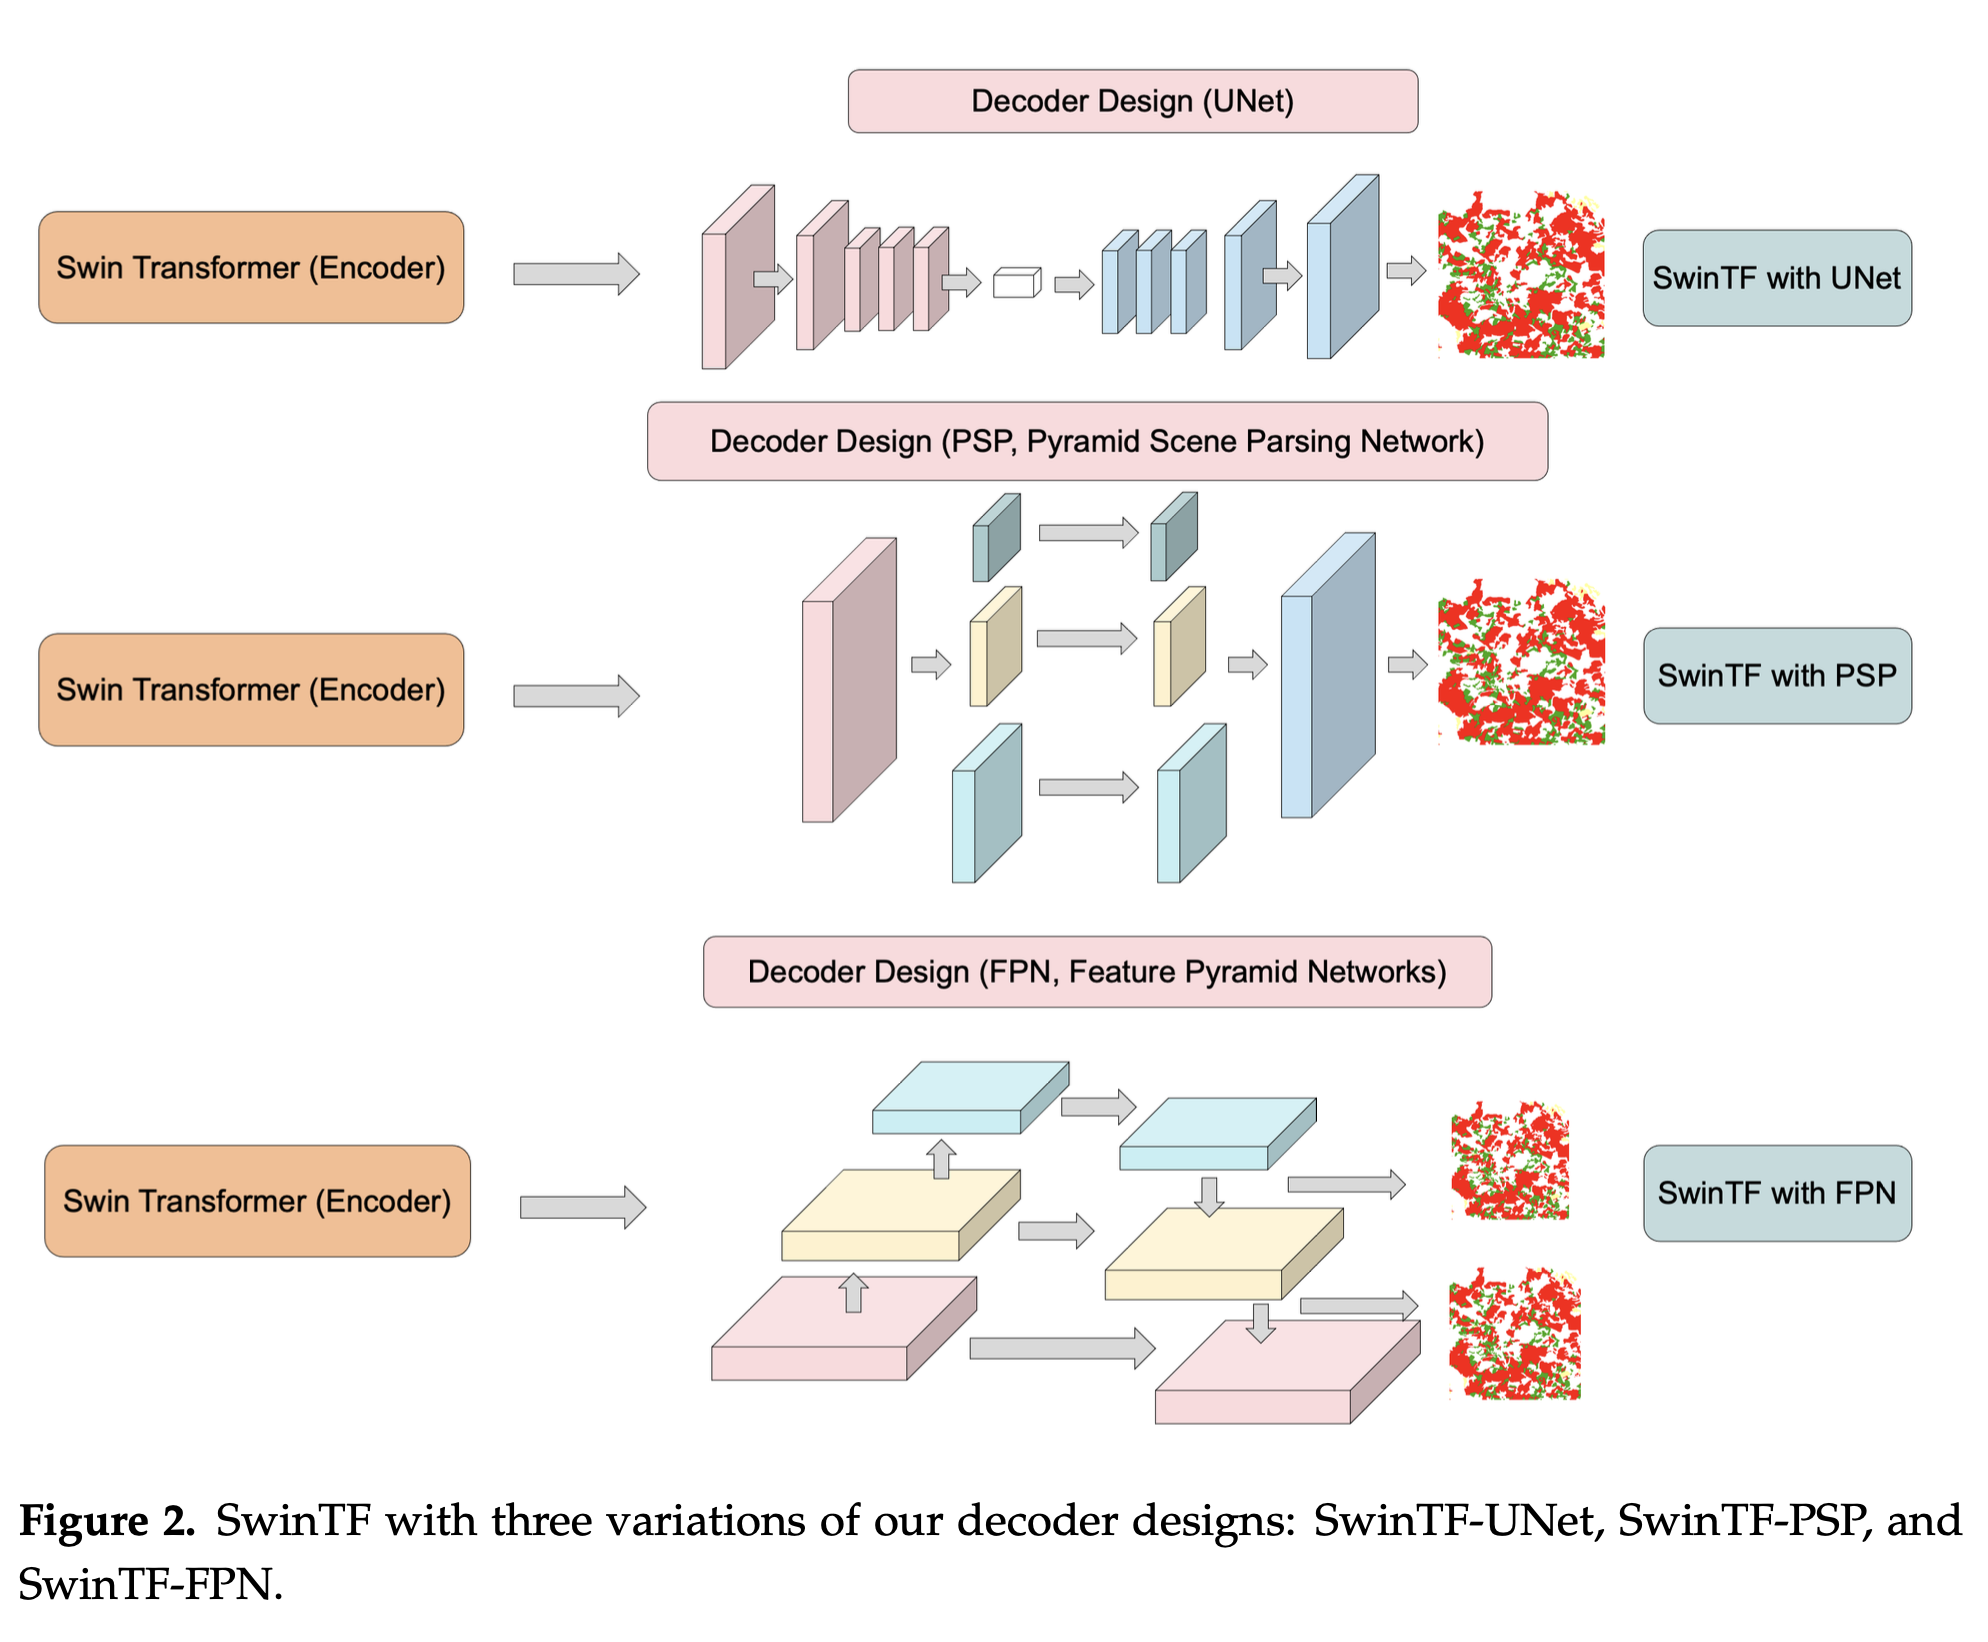 Decoder Design (UNet)
Swin Transformer (Encoder)
SwinTF with UNet
Decoder Design (PSP, Pyramid Scene Parsing Network)
Swin Transformer (Encoder)
SwinTF with PSP
Decoder Design (FPN, Feature Pyramid Networks)
Swin Transformer (Encoder)
SwinTF with FPN
Figure 2. SwinTF with three variations of our decoder designs: SwinTF-UNet, SwinTF-PSP, and
SwinTF-FPN.